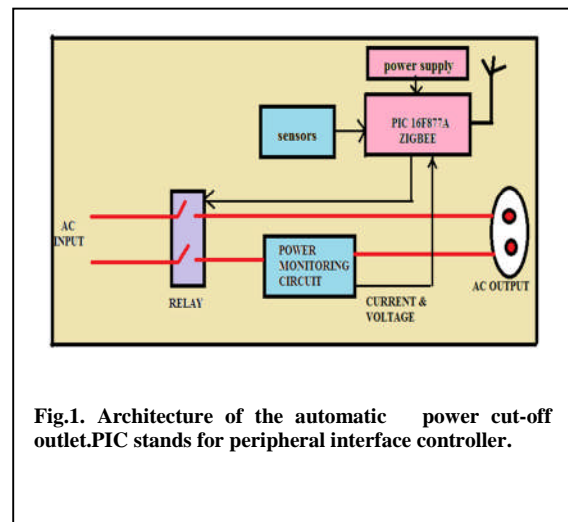 power supply
PIC 16F877A
ZIGBEE
sensors
AC
INPUT
POWER
MONITORING
CIRCUIT
RELAY
CURRENT &
VOLTAGE
AC OUTPUT
Fig.1. Architecture of the automatic power cut-off
outlet.PIC stands for peripheral interface controller.